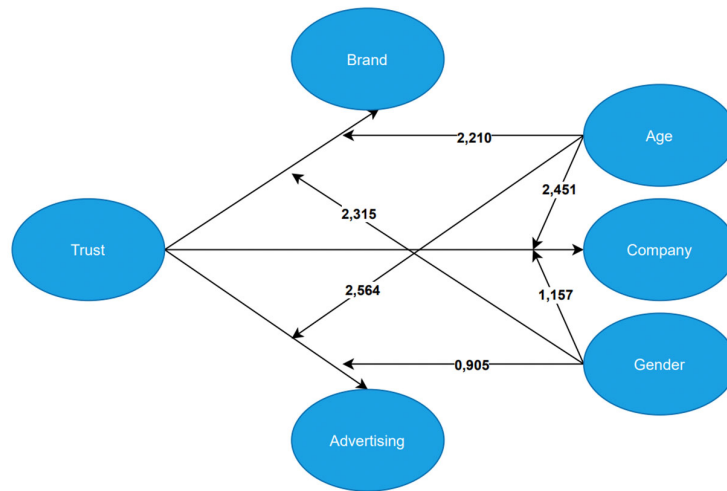 Brand
Age
2,210
2,451
2,315
Trust
Company
2,564
1,157
0,905
Gender
Advertising